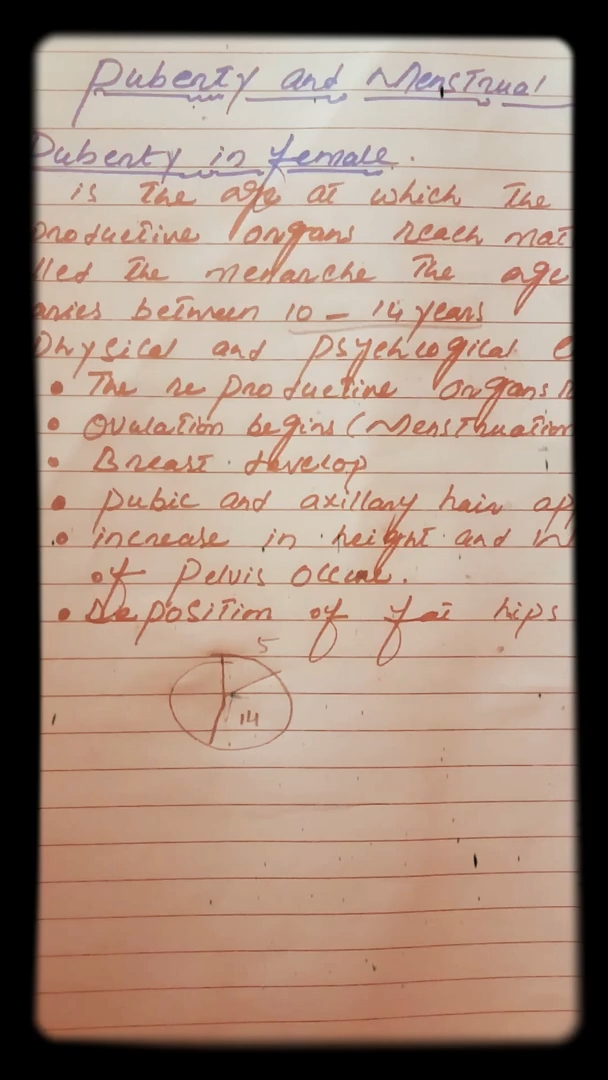 Puberty and Menstrual
Puberty in female.
is the age at which the
productive organs reach mat
lled the menarche The age
aries between 10 - 14 years
Physical and psychological c
• The reproductive organs
• Ovulation begins (Menstruation
• Breast develop
• pubic and axillary hair ap
• increase in height and in
of pelvis occur.
• Deposition of fat hips
5
14